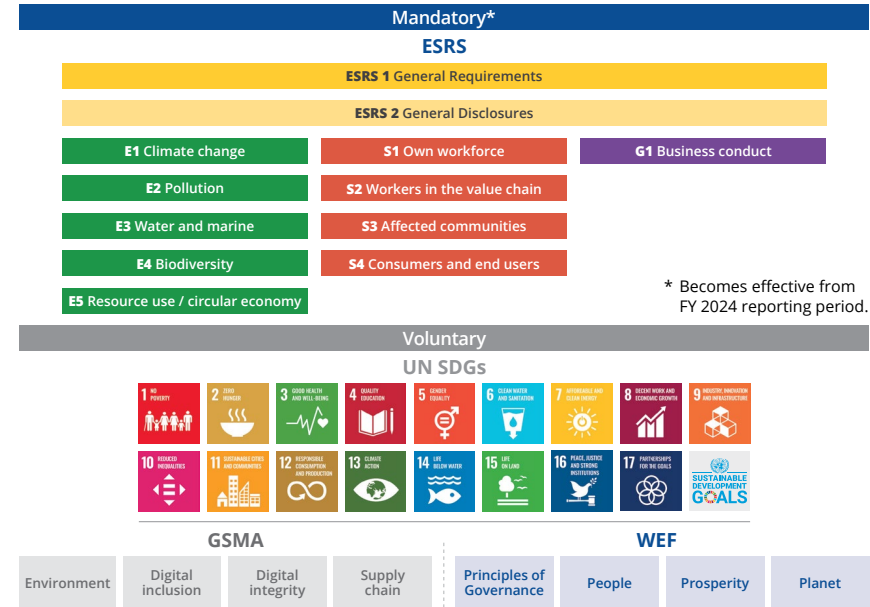 Mandatory*
ESRS
ESRS 1 General Requirements
ESRS 2 General Disclosures
E1 Climate change
S1 Own workforce
G1 Business conduct
E2 Pollution
S2 Workers in the value chain
E3 Water and marine
S3 Affected communities
E4 Biodiversity
S4 Consumers and end users
E5 Resource use / circular economy
* Becomes effective from
FY 2024 reporting period.
Voluntary
UN SDGs
1 NO
POVERTY
2 ZERO
HUNGER
3 GOOD HEALTH
AND WELL-BEING
4 QUALITY
EDUCATION
5 GENDER
EQUALITY
6 CLEAN WATER
AND SANITATION
7 AFFORDABLE AND
CLEAN ENERGY
8 DECENT WORK AND
ECONOMIC GROWTH
9 INDUSTRY, INNOVATION
AND INFRASTRUCTURE
10 REDUCED
INEQUALITIES
11 SUSTAINABLE CITIES
AND COMMUNITIES
12 RESPONSIBLE
CONSUMPTION
AND PRODUCTION
13 CLIMATE
ACTION
14 LIFE
BELOW WATER
15 LIFE
ON LAND
16 PEACE, JUSTICE
AND STRONG
INSTITUTIONS
17 PARTNERSHIPS
FOR THE GOALS
SUSTAINABLE
DEVELOPMENT
GOALS
GSMA
WEF
Environment
Digital
inclusion
Digital
integrity
Supply
chain
Principles of
Governance
People
Prosperity
Planet